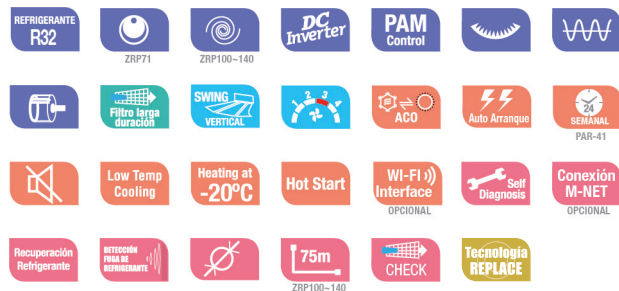 REFRIGERANTE
R32
ZRP71
ZRP100~140
DC
Inverter
PAM
Control
Filtro larga
duración
SWING
VERTICAL
1 2 3 4
ACO
Auto Arranque
24
SEMANAL
PAR-41
Low Temp
Cooling
Heating at
-20ºC
Hot Start
WI-FI
Interface
OPCIONAL
Self
Diagnosis
Conexión
M-NET
OPCIONAL
Recuperación
Refrigerante
DETECCIÓN
FUGA DE
REFRIGERANTE
75m
ZRP100~140
CHECK
Tecnología
REPLACE